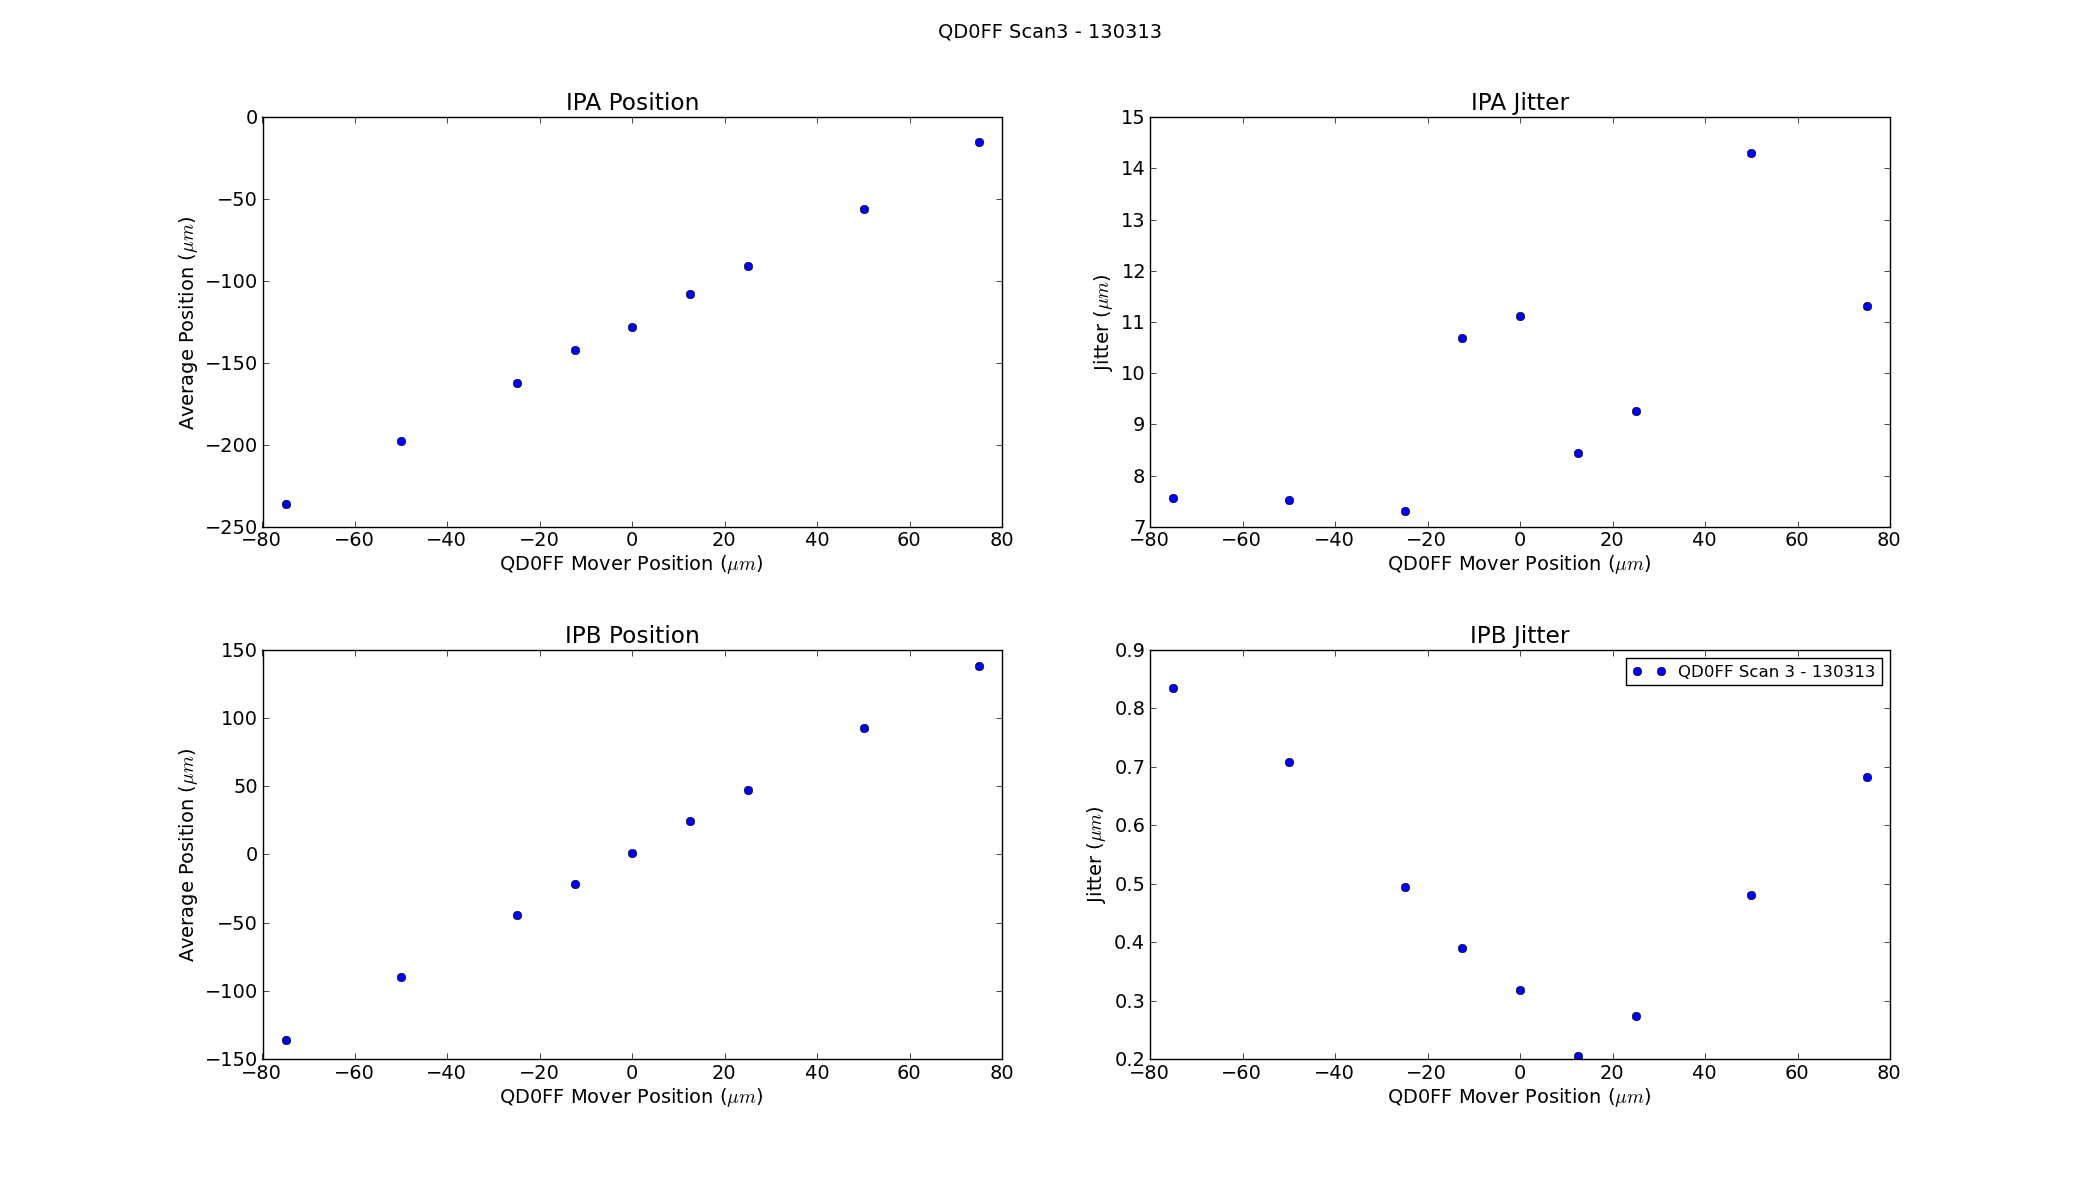 QD0FF Scan3 - 130313
IPA Position
0
−50
−100
−150
−200
−250
Average Position (μm)
−80 −60 −40 −20 0 20 40 60 80
QD0FF Mover Position (μm)
IPA Jitter
15
14
13
12
11
10
9
8
7
Jitter (μm)
−80 −60 −40 −20 0 20 40 60 80
QD0FF Mover Position (μm)
IPB Position
150
100
50
0
−50
−100
−150
Average Position (μm)
−80 −60 −40 −20 0 20 40 60 80
QD0FF Mover Position (μm)
IPB Jitter
0.9
0.8
0.7
0.6
0.5
0.4
0.3
0.2
Jitter (μm)
QD0FF Scan 3 - 130313
−80 −60 −40 −20 0 20 40 60 80
QD0FF Mover Position (μm)